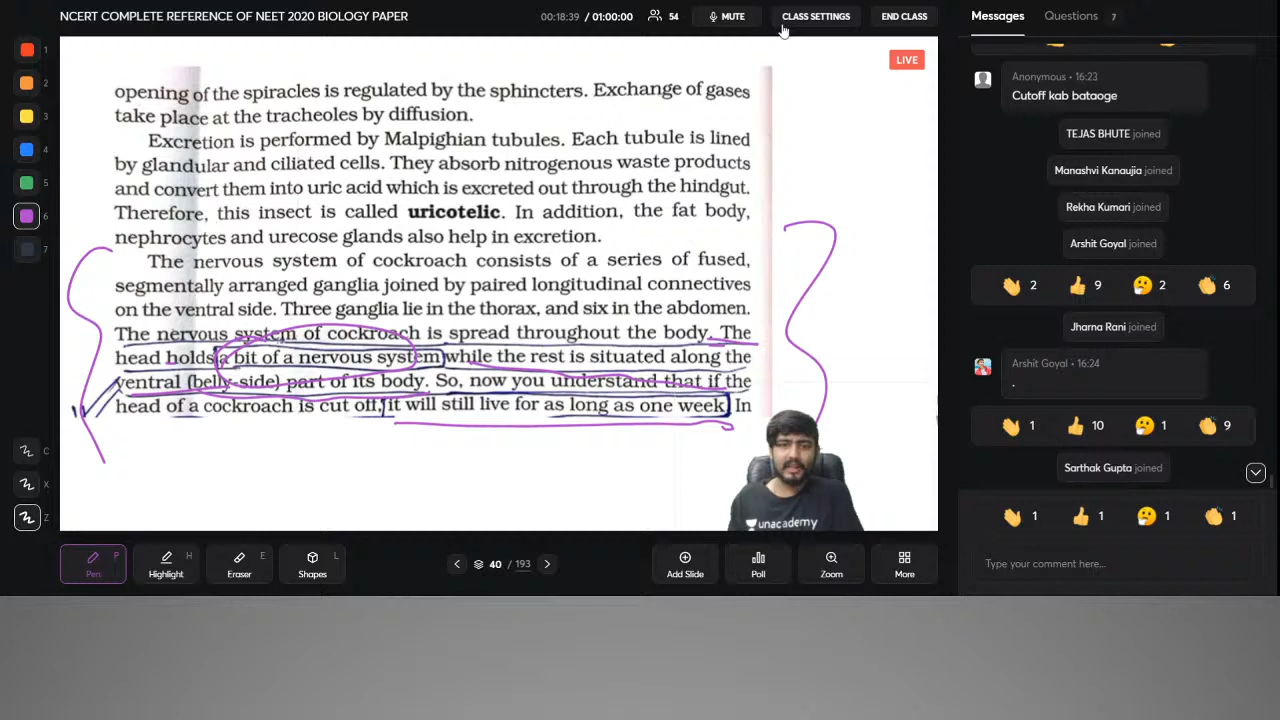 NCERT COMPLETE REFERENCE OF NEET 2020 BIOLOGY PAPER
00:18:39 / 01:00:00
54
MUTE
CLASS SETTINGS
END CLASS
Messages
Questions 7
1
2
3
4
5
6
7
C
X
Z
LIVE
opening of the spiracles is regulated by the sphincters. Exchange of gases
take place at the tracheoles by diffusion.
Excretion is performed by Malpighian tubules. Each tubule is lined
by glandular and ciliated cells. They absorb nitrogenous waste products
and convert them into uric acid which is excreted out through the hindgut.
Therefore, this insect is called uricotelic. In addition, the fat body,
nephrocytes and urecose glands also help in excretion.
The nervous system of cockroach consists of a series of fused,
segmentally arranged ganglia joined by paired longitudinal connectives
on the ventral side. Three ganglia lie in the thorax, and six in the abdomen.
The nervous system of cockroach is spread throughout the body. The
head holds a bit of a nervous system while the rest is situated along the
ventral (belly-side) part of its body. So, now you understand that if the
head of a cockroach is cut off, it will still live for as long as one week. In
unacademy
Pen P
Highlight H
Eraser E
Shapes L
40 / 193
Add Slide
Poll
Zoom
More
Anonymous • 16:23
Cutoff kab bataoge
TEJAS BHUTE joined
Manashvi Kanaujia joined
Rekha Kumari joined
Arshit Goyal joined
2 9 2 6
Jharna Rani joined
Arshit Goyal • 16:24
.
1 10 1 9
Sarthak Gupta joined
1 1 1 1
Type your comment here...